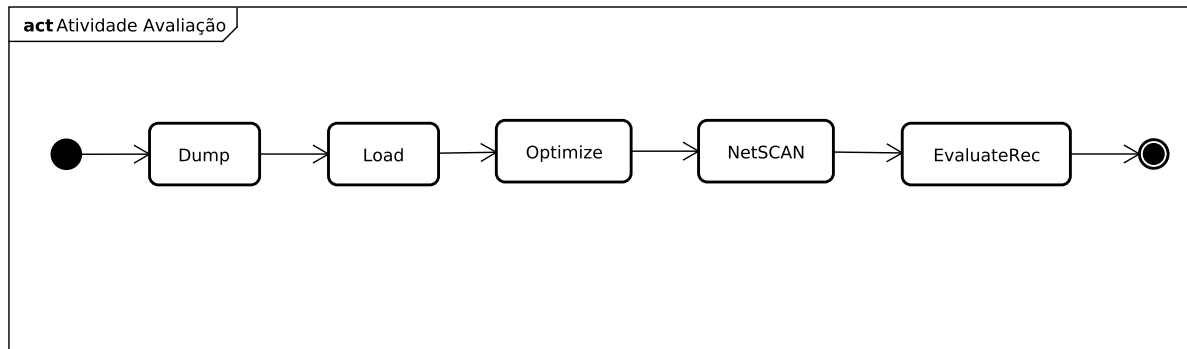 act Atividade Avaliação
Dump
Load
Optimize
NetSCAN
EvaluateRec